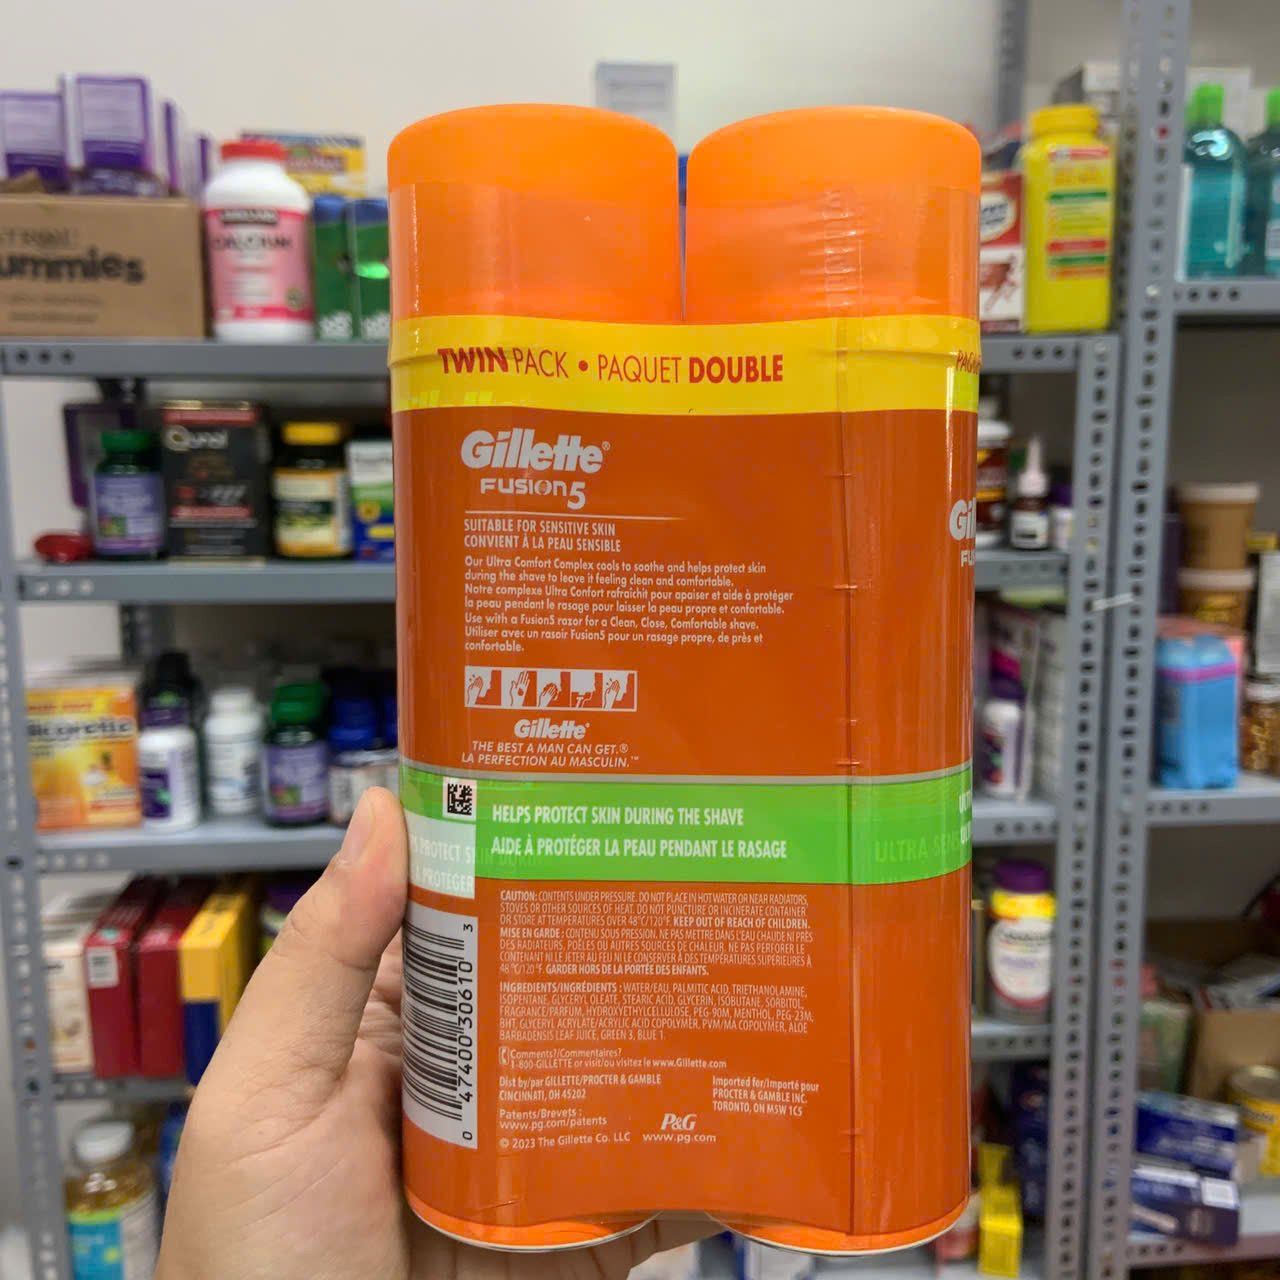 TWIN PACK • PAQUET DOUBLE
Gillette®
FUSION5
SUITABLE FOR SENSITIVE SKIN
CONVIENT À LA PEAU SENSIBLE
Our Ultra Comfort Complex cools to soothe and helps protect skin
during the shave to leave it feeling clean and comfortable.
Notre complexe Ultra Confort rafraîchit pour apaiser et aide à protéger
la peau pendant le rasage pour laisser la peau propre et confortable.
Use with a Fusion5 razor for a Clean, Close, Comfortable shave.
Utiliser avec un rasoir Fusion5 pour un rasage propre, de près et
confortable.
Gillette®
THE BEST A MAN CAN GET.®
LA PERFECTION AU MASCULIN.™
HELPS PROTECT SKIN DURING THE SHAVE
AIDE À PROTÉGER LA PEAU PENDANT LE RASAGE
ULTRA
CAUTION: CONTENTS UNDER PRESSURE. DO NOT PLACE IN HOT WATER OR NEAR RADIATORS,
STOVES OR OTHER SOURCES OF HEAT. DO NOT PUNCTURE OR INCINERATE CONTAINER
OR STORE AT TEMPERATURES OVER 48°C/120°F. KEEP OUT OF REACH OF CHILDREN.
MISE EN GARDE : CONTENU SOUS PRESSION. NE PAS METTRE DANS L'EAU CHAUDE NI PRÈS
DES RADIATEURS, POÊLES OU AUTRES SOURCES DE CHALEUR. NE PAS PERFORER LE
CONTENANT NI LE JETER AU FEU NI LE CONSERVER À DES TEMPÉRATURES SUPÉRIEURES À
48 °C/120 °F. GARDER HORS DE LA PORTÉE DES ENFANTS.
INGREDIENTS/INGRÉDIENTS : WATER/EAU, PALMITIC ACID, TRIETHANOLAMINE,
ISOPENTANE, GLYCERYL OLEATE, STEARIC ACID, GLYCERIN, ISOBUTANE, SORBITOL,
FRAGRANCE/PARFUM, HYDROXYETHYLCELLULOSE, PEG-90M, MENTHOL, PEG-23M,
BHT, GLYCERYL ACRYLATE/ACRYLIC ACID COPOLYMER, PVM/MA COPOLYMER, ALOE
BARBADENSIS LEAF JUICE, GREEN 3, BLUE 1.
Comments?/Commentaires?
1-800-GILLETTE or visit/ou visitez le www.Gillette.com
Dist by/par GILLETTE/PROCTER & GAMBLE
CINCINNATI, OH 45202
Imported for/Importé pour
PROCTER & GAMBLE INC.
TORONTO, ON M5W 1C5
Patents/Brevets :
www.pg.com/patents
P&G
© 2023 The Gillette Co. LLC
www.pg.com
0 47400 30610 3
CALCIUM
ummies
Qunol